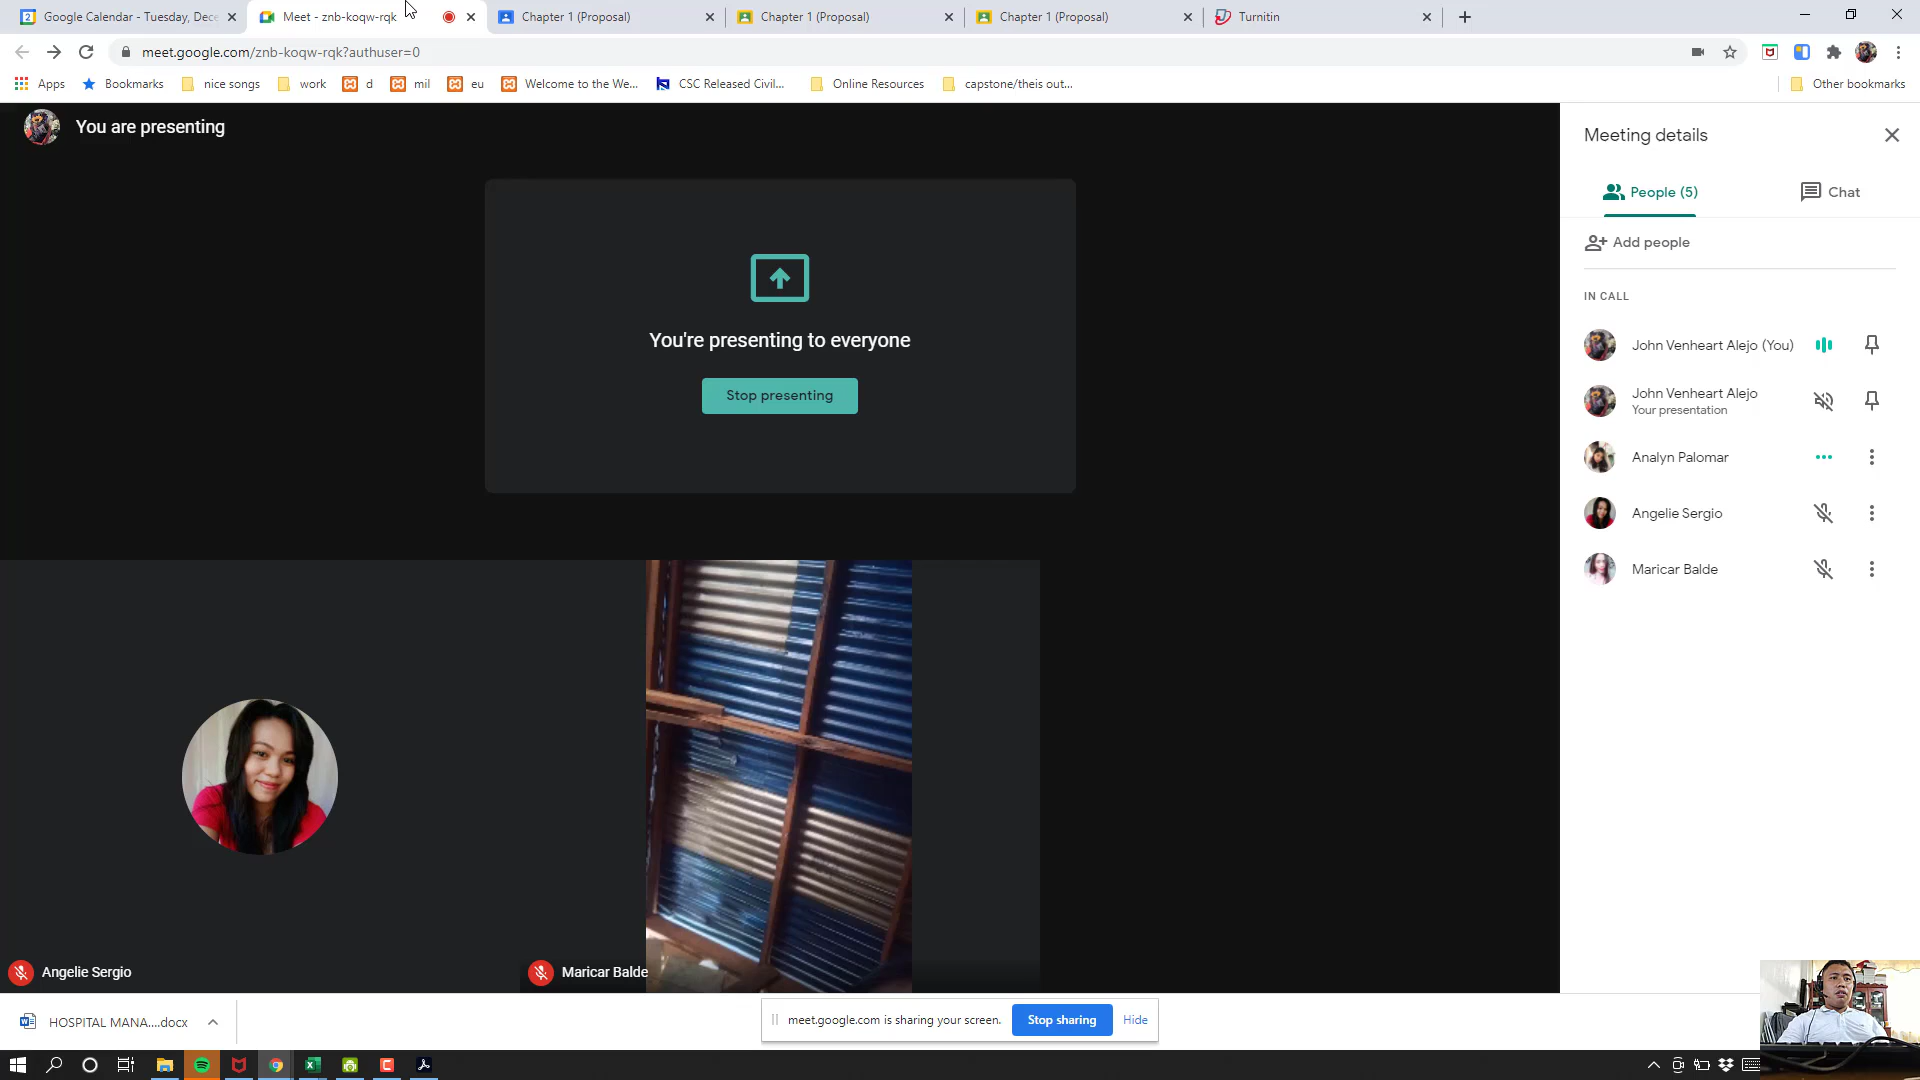 Google Calendar - Tuesday, Dece
Meet - znb-koqw-rqk
Chapter 1 (Proposal)
Chapter 1 (Proposal)
Chapter 1 (Proposal)
Turnitin
meet.google.com/znb-koqw-rqk?authuser=0
Apps
Bookmarks
nice songs
work
d
mil
eu
Welcome to the We...
CSC Released Civil...
Online Resources
capstone/theis out...
Other bookmarks
You are presenting
You're presenting to everyone
Stop presenting
Angelie Sergio
Maricar Balde
Meeting details
People (5)
Chat
Add people
IN CALL
John Venheart Alejo (You)
John Venheart Alejo
Your presentation
Analyn Palomar
Angelie Sergio
Maricar Balde
HOSPITAL MANA....docx
meet.google.com is sharing your screen.
Stop sharing
Hide